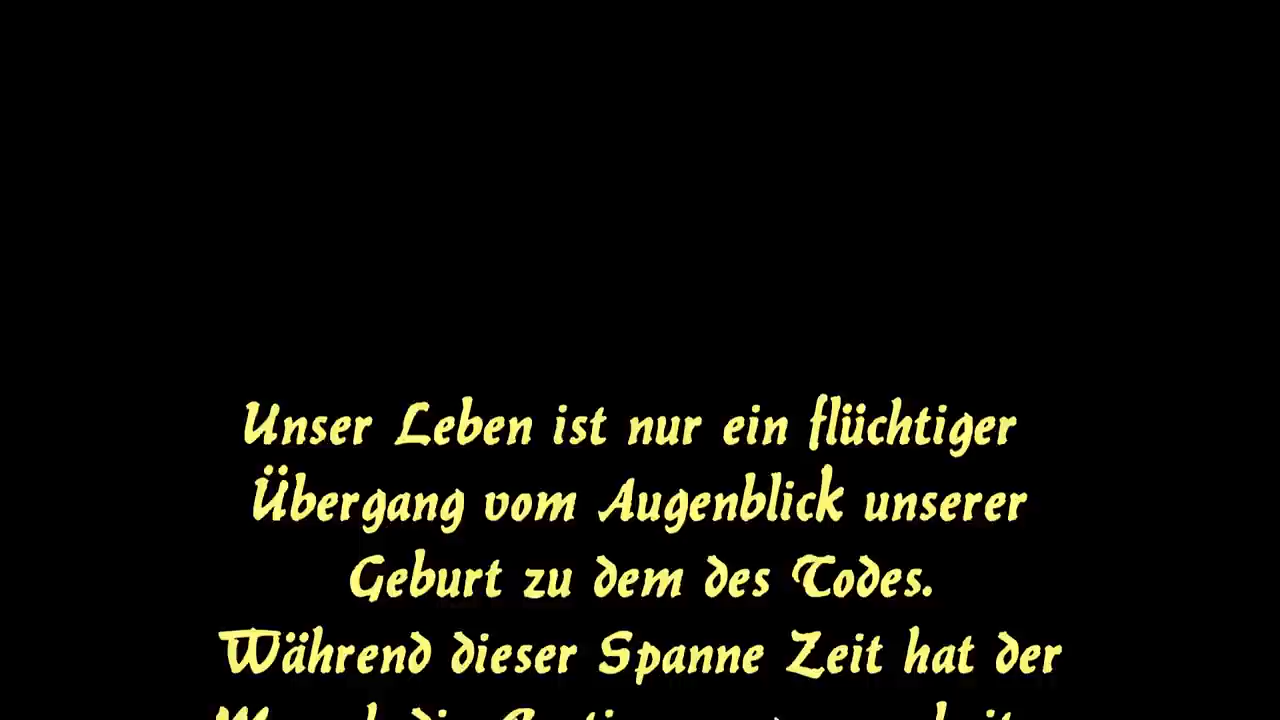 Unser Leben ist nur ein flüchtiger
Übergang vom Augenblick unserer
Geburt zu dem des Todes.
Während dieser Spanne Zeit hat der